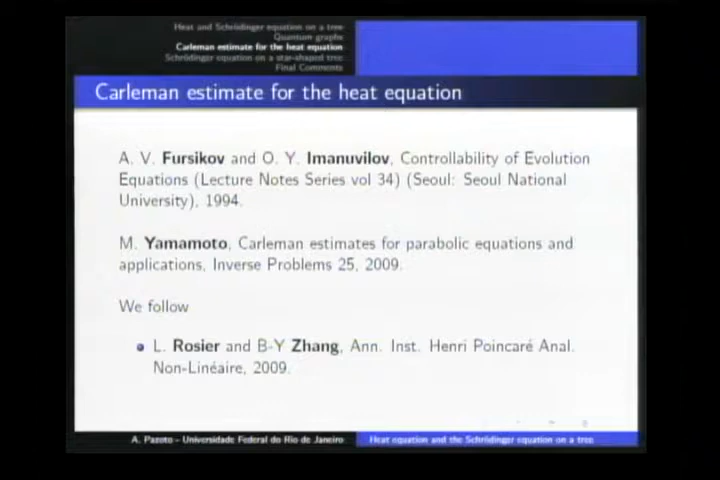 Heat and Schrödinger equation on a tree
Quantum graphs
Carleman estimate for the heat equation
Schrödinger equation on a star-shaped tree
Final Comments
Carleman estimate for the heat equation
A. V. Fursikov and O. Y. Imanuvilov, Controllability of Evolution
Equations (Lecture Notes Series vol 34) (Seoul: Seoul National
University), 1994.
M. Yamamoto, Carleman estimates for parabolic equations and
applications, Inverse Problems 25, 2009.
We follow
L. Rosier and B-Y Zhang, Ann. Inst. Henri Poincaré Anal.
Non-Linéaire, 2009.
A. Pazoto - Universidade Federal do Rio de Janeiro
Heat equation and the Schrödinger equation on a tree